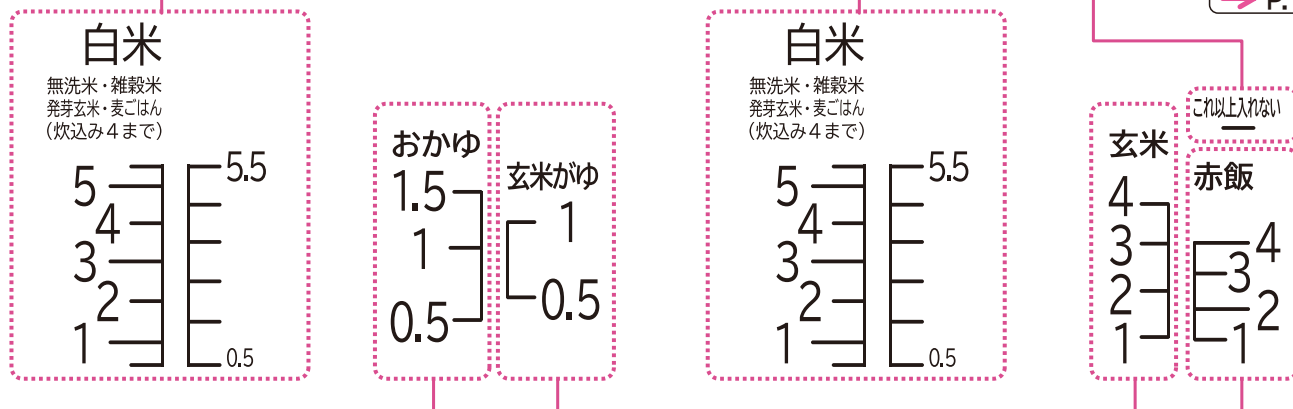 白米
無洗米・雑穀米
発芽玄米・麦ごはん
(炊込み4まで)
5
4
3
2
1
5.5
0.5
おかゆ
1.5
1
0.5
玄米がゆ
1
0.5
白米
無洗米・雑穀米
発芽玄米・麦ごはん
(炊込み4まで)
5
4
3
2
1
5.5
0.5
玄米
4
3
2
1
これ以上入れない
赤飯
4
3
2
1